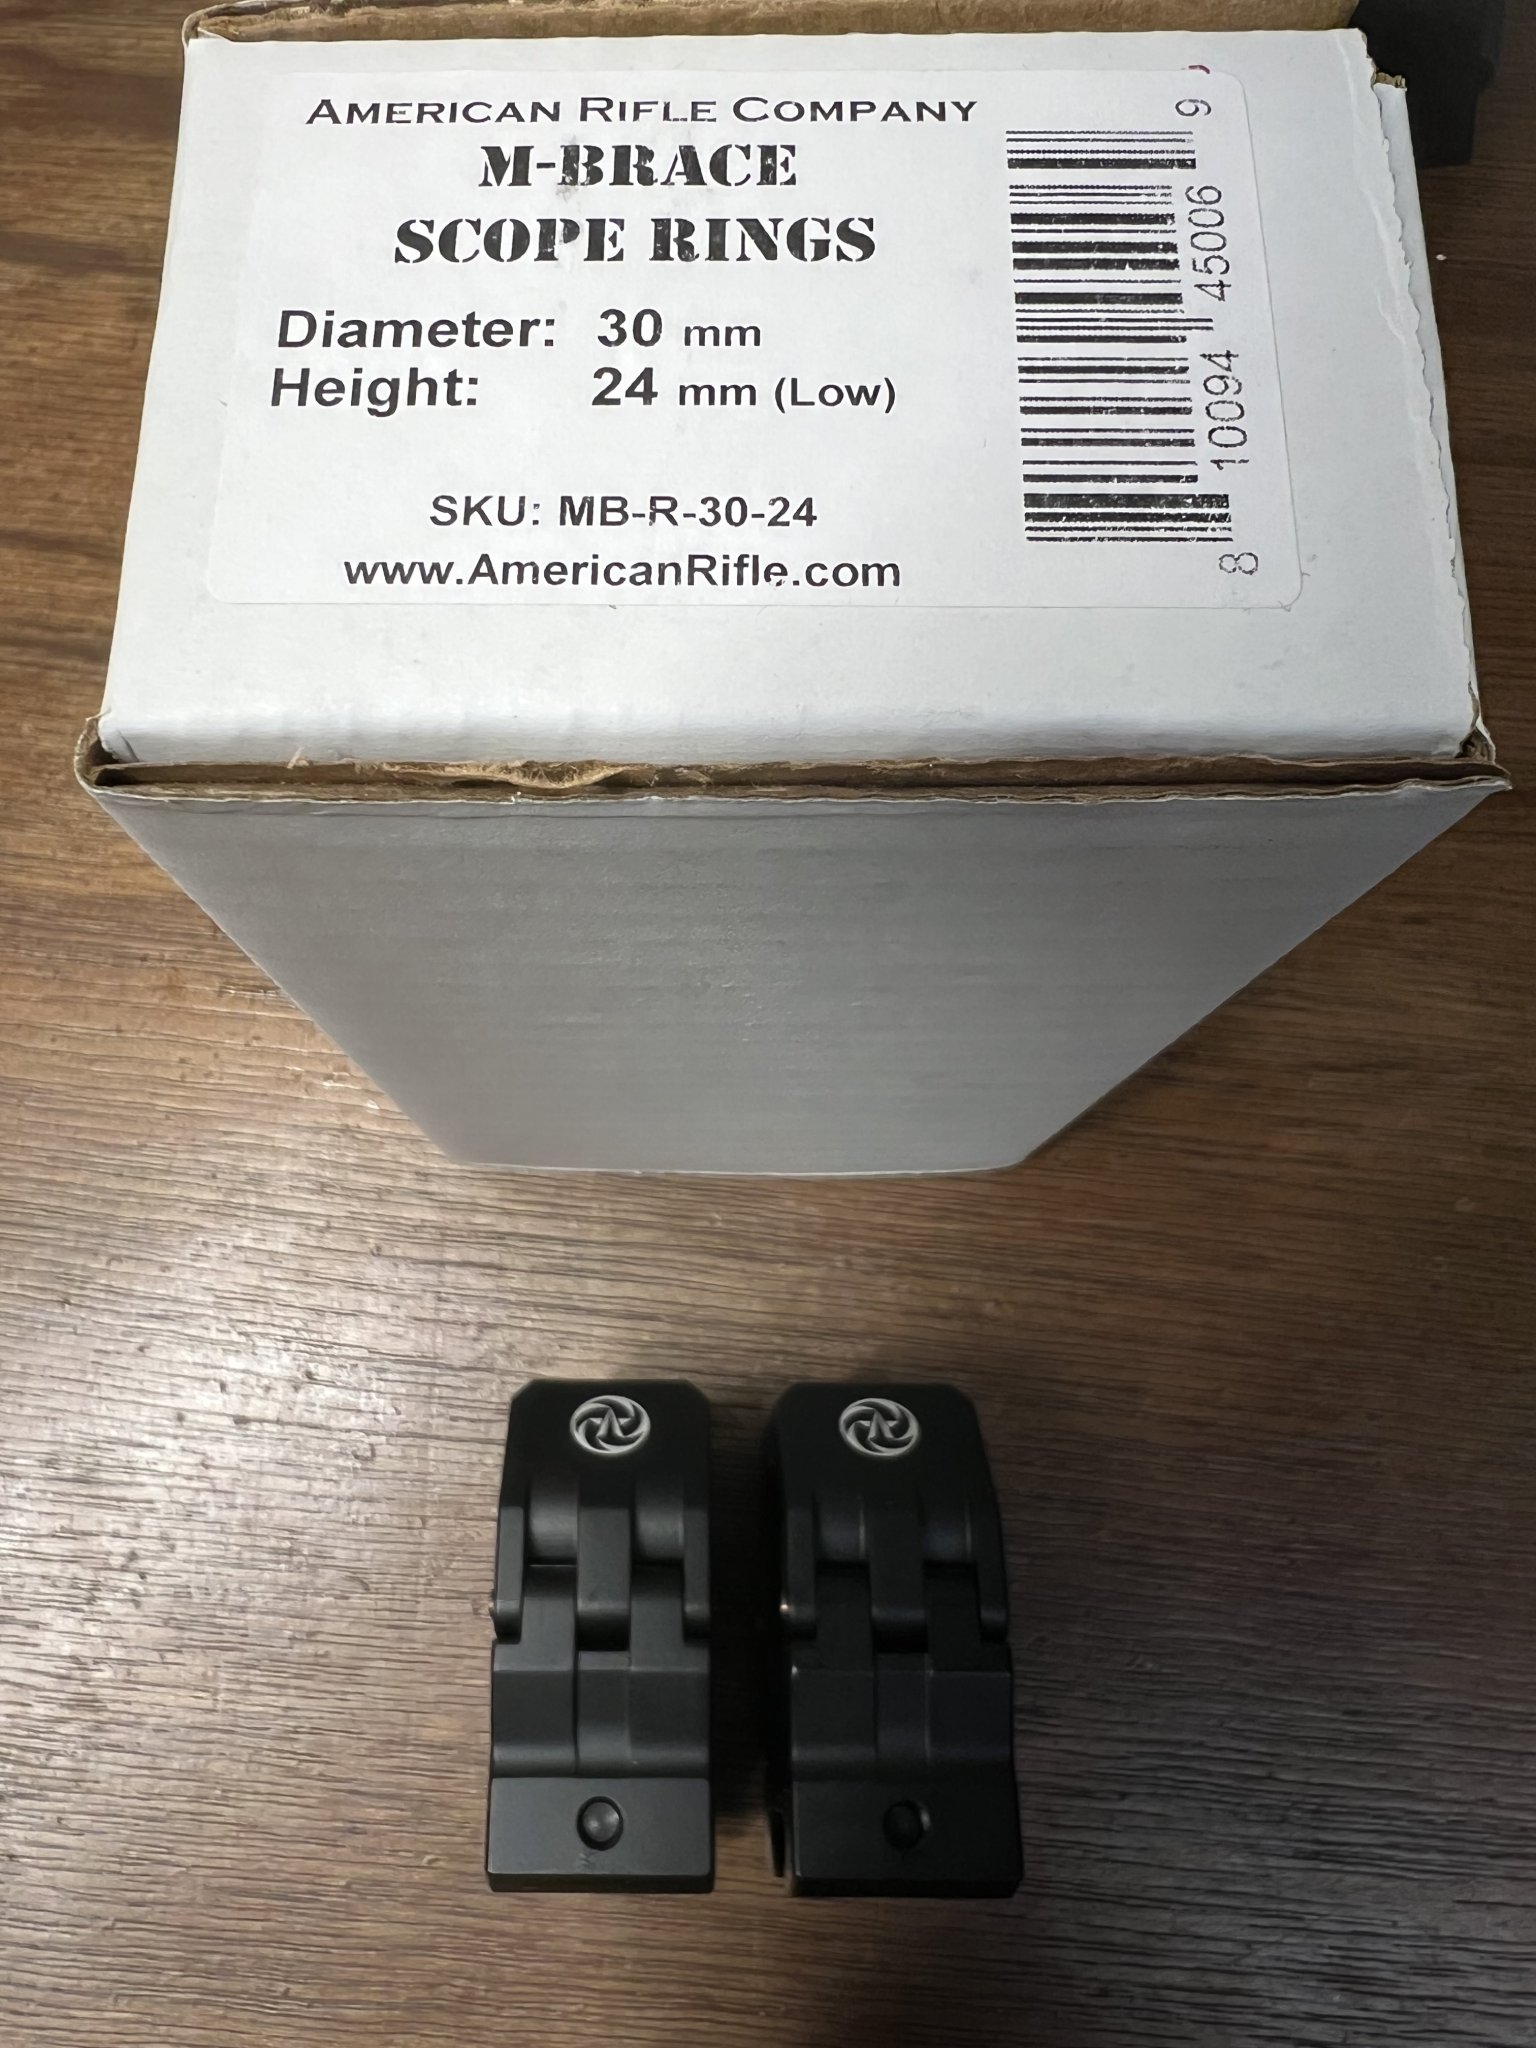 AMERICAN RIFLE COMPANY
M-BRACE
SCOPE RINGS
Diameter: 30 mm
Height: 24 mm (Low)
SKU: MB-R-30-24
www.AmericanRifle.com
8 10094 45006 9